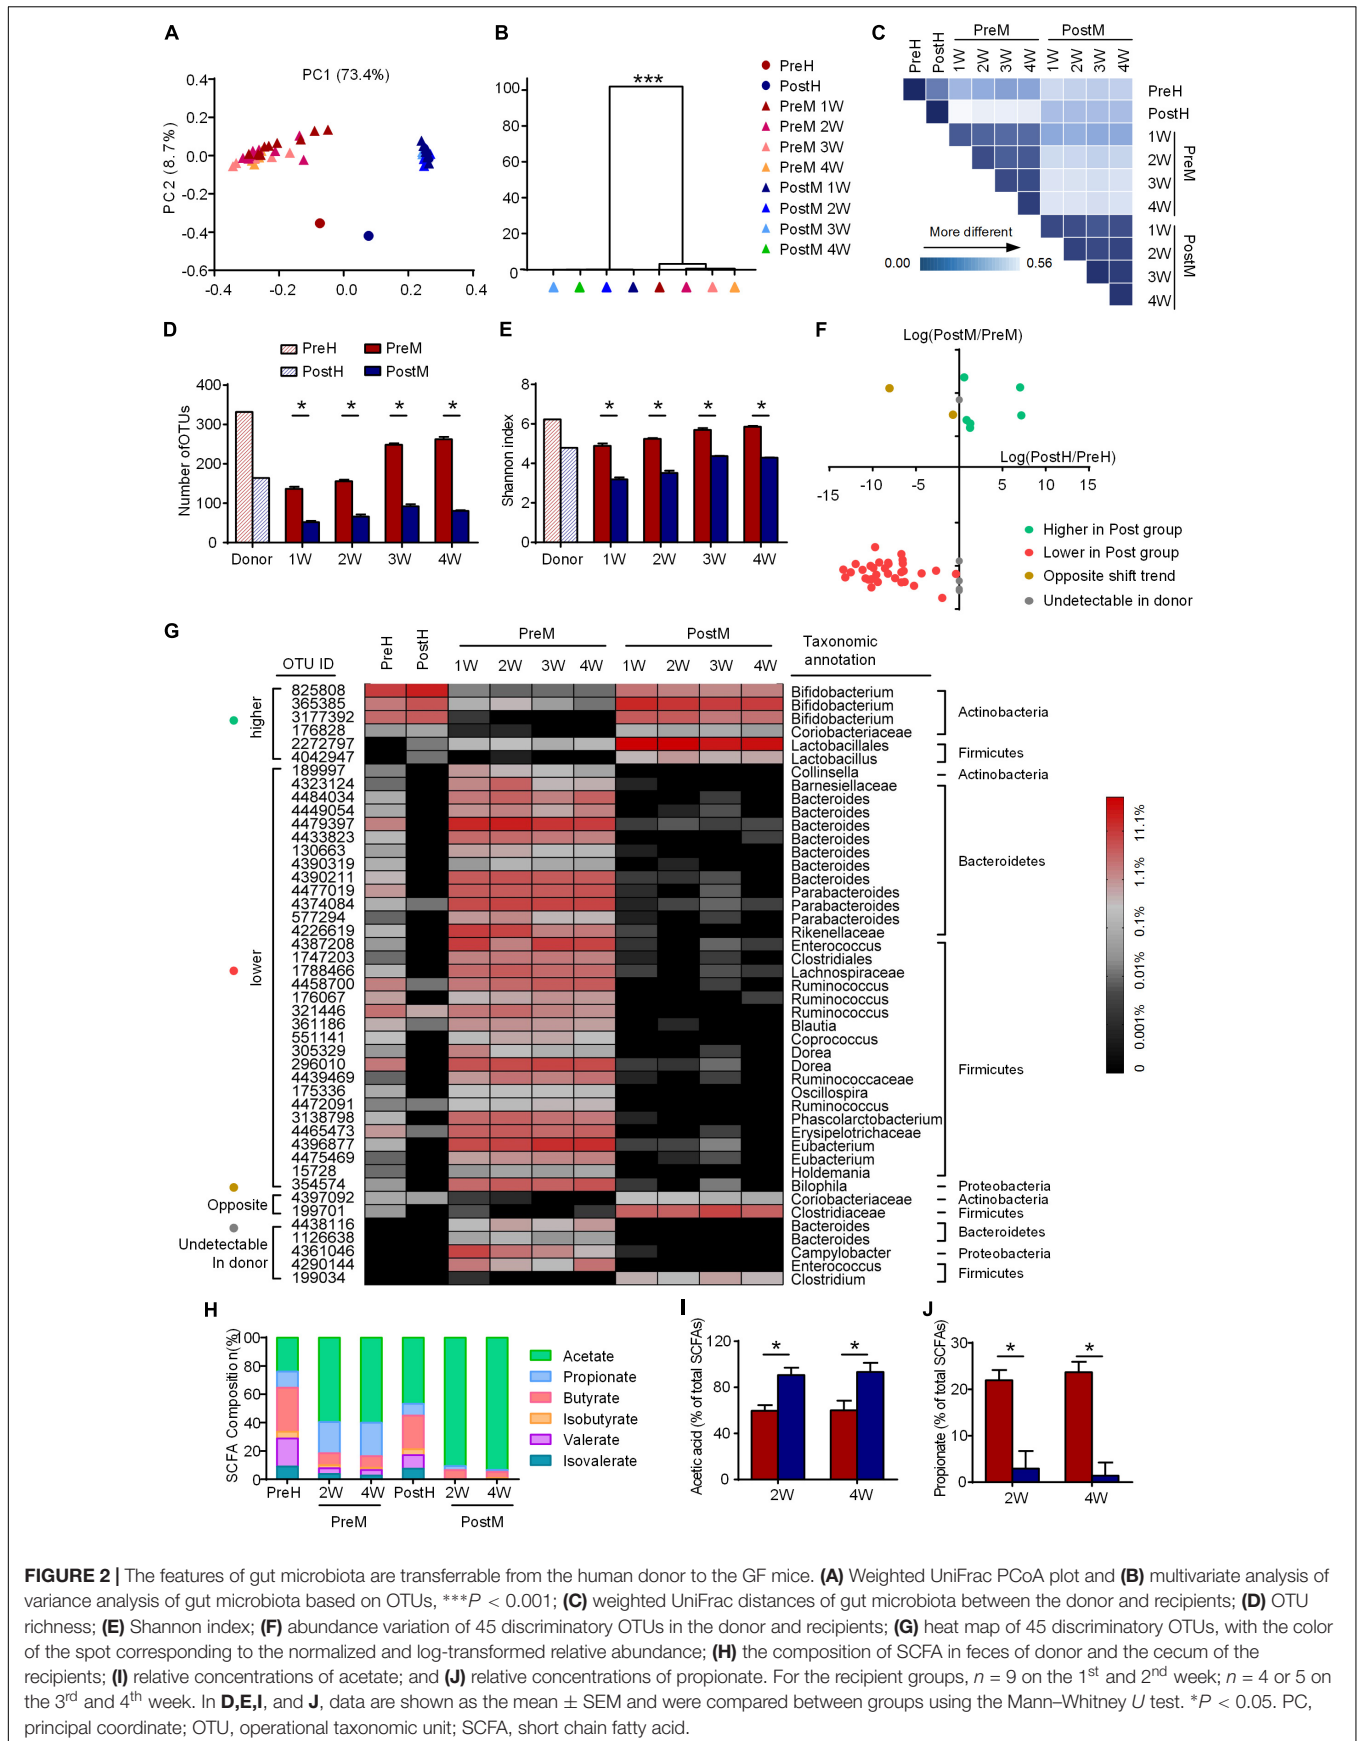 A
PC1 (73.4%)
PC2 (8.7%)
0.4
0.2
0.0
-0.2
-0.4
-0.6
-0.4 -0.2 0.0 0.2 0.4
B
***
100
80
60
40
20
0
PreH
PostH
PreM 1W
PreM 2W
PreM 3W
PreM 4W
PostM 1W
PostM 2W
PostM 3W
PostM 4W
C
PreM PostM
PreH PostH 1W 2W 3W 4W 1W 2W 3W 4W
PreH
PostH
1W
2W
3W
4W
PreM
1W
2W
3W
4W
PostM
More different
0.00 0.56
D
PreH PreM
PostH PostM
Number ofOTUs
400
300
200
100
0
* * * *
Donor 1W 2W 3W 4W
E
Shannon index
8
6
4
2
0
* * * *
Donor 1W 2W 3W 4W
F
Log(PostM/PreM)
Log(PostH/PreH)
-15 -10 -5 0 5 10 15
Higher in Post group
Lower in Post group
Opposite shift trend
Undetectable in donor
G
PreM PostM
OTU ID PreH PostH 1W 2W 3W 4W 1W 2W 3W 4W Taxonomic
annotation
higher
825808 Bifidobacterium
365385 Bifidobacterium
3177392 Bifidobacterium
176828 Coriobacteriaceae
Actinobacteria
2272797 Lactobacillales
4042947 Lactobacillus
Firmicutes
lower
189997 Collinsella Actinobacteria
4323124 Barnesiellaceae
4484034 Bacteroides
4449054 Bacteroides
4479397 Bacteroides
4433823 Bacteroides
130663 Bacteroides
4390319 Bacteroides
4390211 Bacteroides
4477019 Parabacteroides
4374084 Parabacteroides
577294 Parabacteroides
4226619 Rikenellaceae
Bacteroidetes
4387208 Enterococcus
1747203 Clostridiales
1788466 Lachnospiraceae
4458700 Ruminococcus
176067 Ruminococcus
321446 Ruminococcus
361186 Blautia
551141 Coprococcus
305329 Dorea
296010 Dorea
4439469 Ruminococcaceae
175336 Oscillospira
4472091 Ruminococcus
3138798 Phascolarctobacterium
4465473 Erysipelotrichaceae
4396877 Eubacterium
4475469 Eubacterium
15728 Holdemania
Firmicutes
354574 Bilophila Proteobacteria
Opposite
4397092 Coriobacteriaceae Actinobacteria
199701 Clostridiaceae Firmicutes
Undetectable
In donor
4438116 Bacteroides
1126638 Bacteroides
Bacteroidetes
4361046 Campylobacter Proteobacteria
4290144 Enterococcus
199034 Clostridium
Firmicutes
11.1%
1.1%
0.1%
0.01%
0.001%
0
H
SCFA Composition(%)
100
80
60
40
20
0
PreH 2W 4W PostH 2W 4W
PreM PostM
Acetate
Propionate
Butyrate
Isobutyrate
Valerate
Isovalerate
I
Acetic acid (% of total SCFAs)
120
80
40
0
* *
2W 4W
J
Propionate (% of total SCFAs)
30
20
10
0
* *
2W 4W
FIGURE 2 | The features of gut microbiota are transferrable from the human donor to the GF mice. (A) Weighted UniFrac PCoA plot and (B) multivariate analysis of
variance analysis of gut microbiota based on OTUs, ***P < 0.001; (C) weighted UniFrac distances of gut microbiota between the donor and recipients; (D) OTU
richness; (E) Shannon index; (F) abundance variation of 45 discriminatory OTUs in the donor and recipients; (G) heat map of 45 discriminatory OTUs, with the color
of the spot corresponding to the normalized and log-transformed relative abundance; (H) the composition of SCFA in feces of donor and the cecum of the
recipients; (I) relative concentrations of acetate; and (J) relative concentrations of propionate. For the recipient groups, n = 9 on the 1st and 2nd week; n = 4 or 5 on
the 3rd and 4th week. In D,E,I, and J, data are shown as the mean ± SEM and were compared between groups using the Mann–Whitney U test. *P < 0.05. PC,
principal coordinate; OTU, operational taxonomic unit; SCFA, short chain fatty acid.